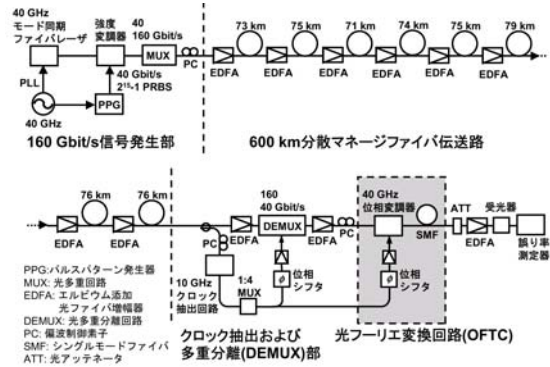 40 GHz
モード同期
ファイバレーザ
強度
変調器
40
160 Gbit/s
MUX
PC
PLL
40 GHz
PPG
40 Gbit/s
2¹⁵-1 PRBS
160 Gbit/s信号発生部
73 km
75 km
71 km
74 km
75 km
79 km
EDFA
EDFA
EDFA
EDFA
EDFA
EDFA
600 km分散マネージファイバ伝送路
76 km
76 km
EDFA
EDFA
PC
EDFA
160
40 Gbit/s
DEMUX
EDFA
PC
40 GHz
位相変調器
SMF
ATT
EDFA
受光器
誤り率
測定器
10 GHz
クロック
抽出回路
1:4
MUX
ϕ
位相
シフタ
ϕ
位相
シフタ
クロック抽出および
多重分離(DEMUX)部
光フーリエ変換回路(OFTC)
PPG:パルスパターン発生器
MUX: 光多重回路
EDFA: エルビウム添加
光ファイバ増幅器
DEMUX: 光多重分離回路
PC: 偏波制御素子
SMF: シングルモードファイバ
ATT: 光アッテネータ